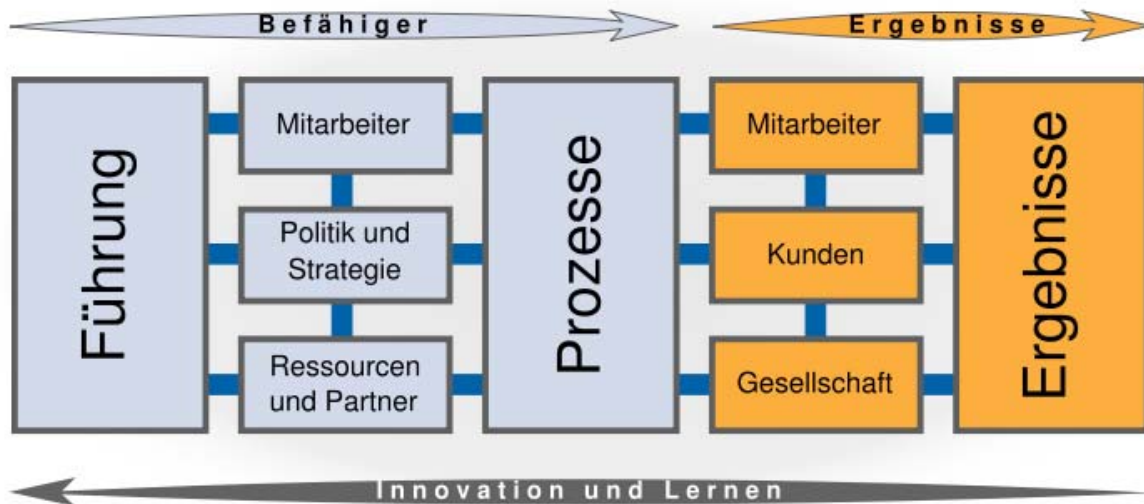 Befähiger
Ergebnisse
Führung
Mitarbeiter
Politik und
Strategie
Ressourcen
und Partner
Prozesse
Mitarbeiter
Kunden
Gesellschaft
Ergebnisse
Innovation und Lernen